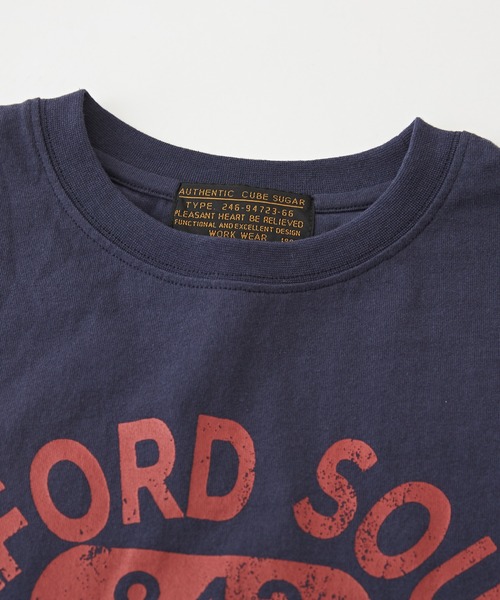 AUTHENTIC CUBE SUGAR
TYPE. 246-94723-66
PLEASANT HEART BE RELIEVED
FUNCTIONAL AND EXCELLENT DESIGN
WORK WEAR
FORD SOU